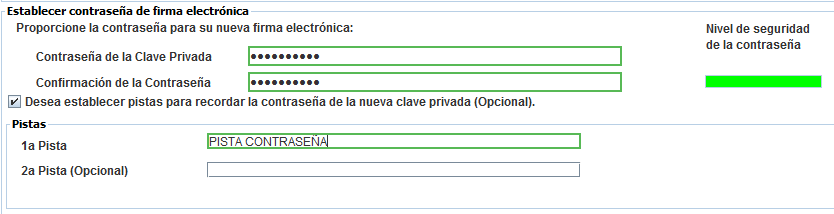 Establecer contraseña de firma electrónica
Proporcione la contraseña para su nueva firma electrónica:
Nivel de seguridad
de la contraseña
Contraseña de la Clave Privada ●●●●●●●●●●
Confirmación de la Contraseña ●●●●●●●●●●
Desea establecer pistas para recordar la contraseña de la nueva clave privada (Opcional).
Pistas
1a Pista PISTA CONTRASEÑA
2a Pista (Opcional)